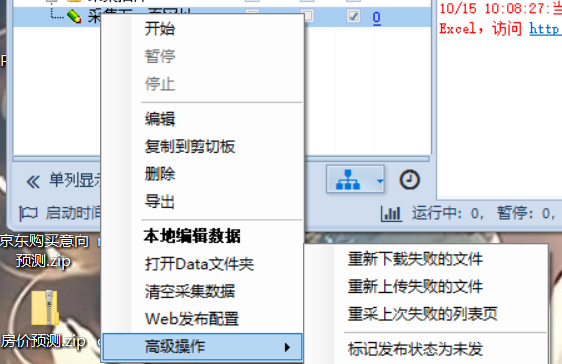 10/15 10:08:27:当
Excel，访问 http
0
开始
暂停
停止
编辑
复制到剪切板
删除
导出
本地编辑数据
打开Data文件夹
清空采集数据
Web发布配置
高级操作
单列显示
启动时间
运行中: 0, 暂停: 0,
京东购买意向
预测.zip
房价预测.zip
重新下载失败的文件
重新上传失败的文件
重采上次失败的列表页
标记发布状态为未发